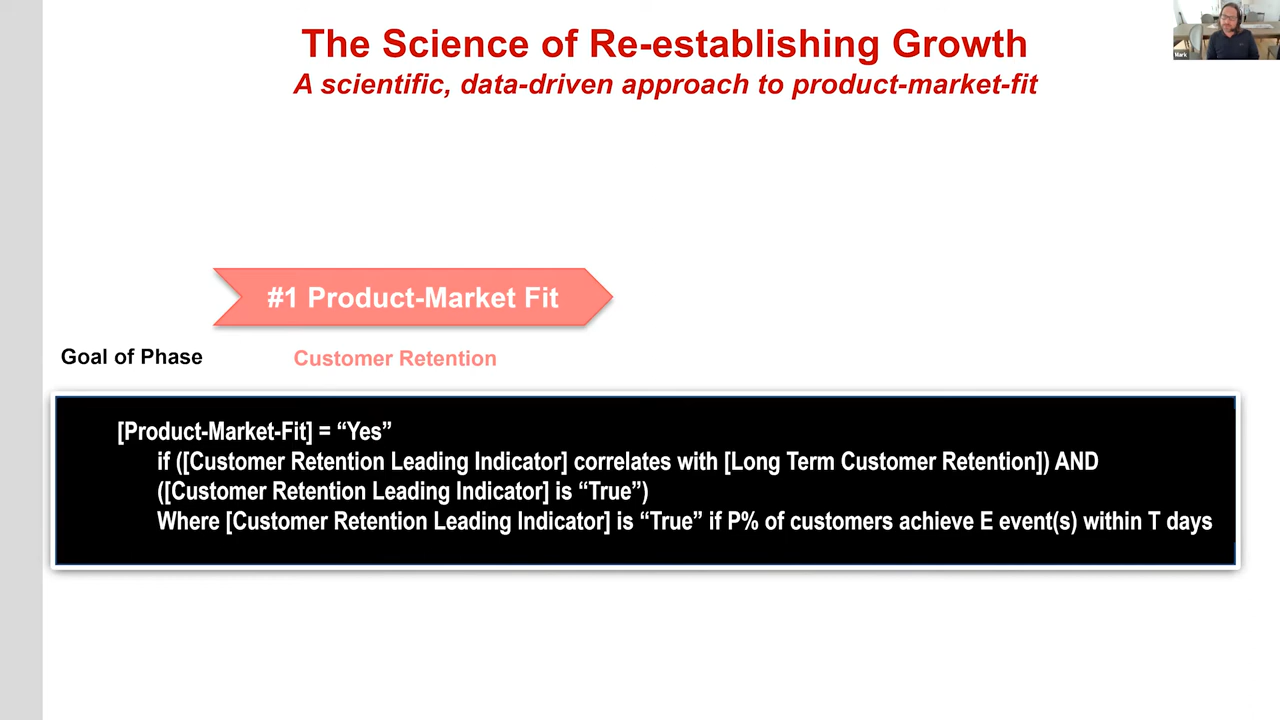 The Science of Re-establishing Growth
A scientific, data-driven approach to product-market-fit
Mark
#1 Product-Market Fit
Goal of Phase
Customer Retention
[Product-Market-Fit] = “Yes”
if ([Customer Retention Leading Indicator] correlates with [Long Term Customer Retention]) AND
([Customer Retention Leading Indicator] is “True”)
Where [Customer Retention Leading Indicator] is “True” if P% of customers achieve E event(s) within T days